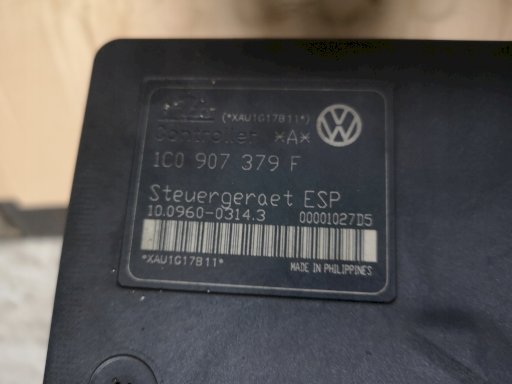 (*XAU1G17B11*)
Controller *A*
1C0 907 379 F
Steuergeraet ESP
10.0960-0314.3 00001027D5
*XAU1G17B11*
MADE IN PHILIPPINES